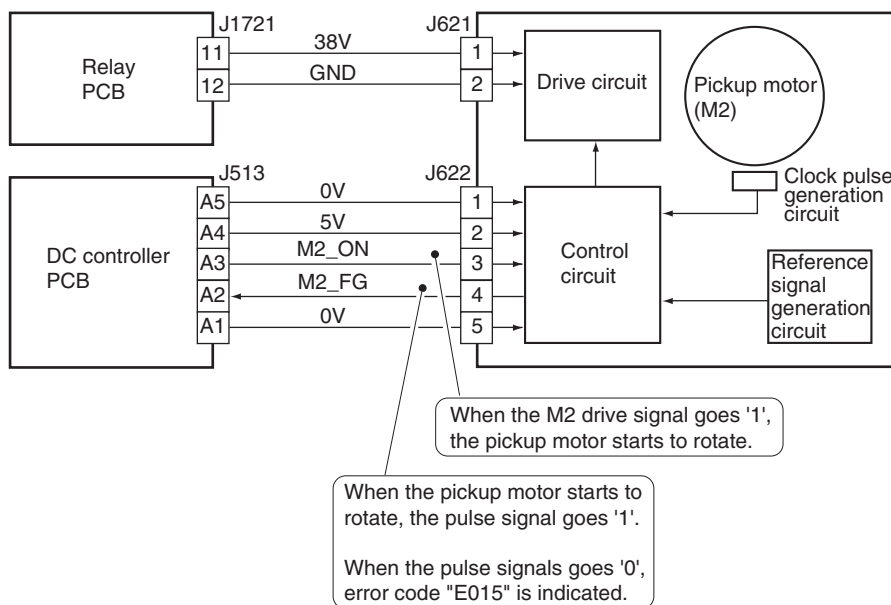 J1721
J621
Relay
PCB
11
38V
1
12
GND
2
Drive circuit
Pickup motor
(M2)
J513
J622
Clock pulse
generation
circuit
DC controller
PCB
A5
0V
1
A4
5V
2
A3
M2_ON
3
A2
M2_FG
4
A1
0V
5
Control
circuit
Reference
signal
generation
circuit
When the M2 drive signal goes '1',
the pickup motor starts to rotate.
When the pickup motor starts to
rotate, the pulse signal goes '1'.
When the pulse signals goes '0',
error code "E015" is indicated.